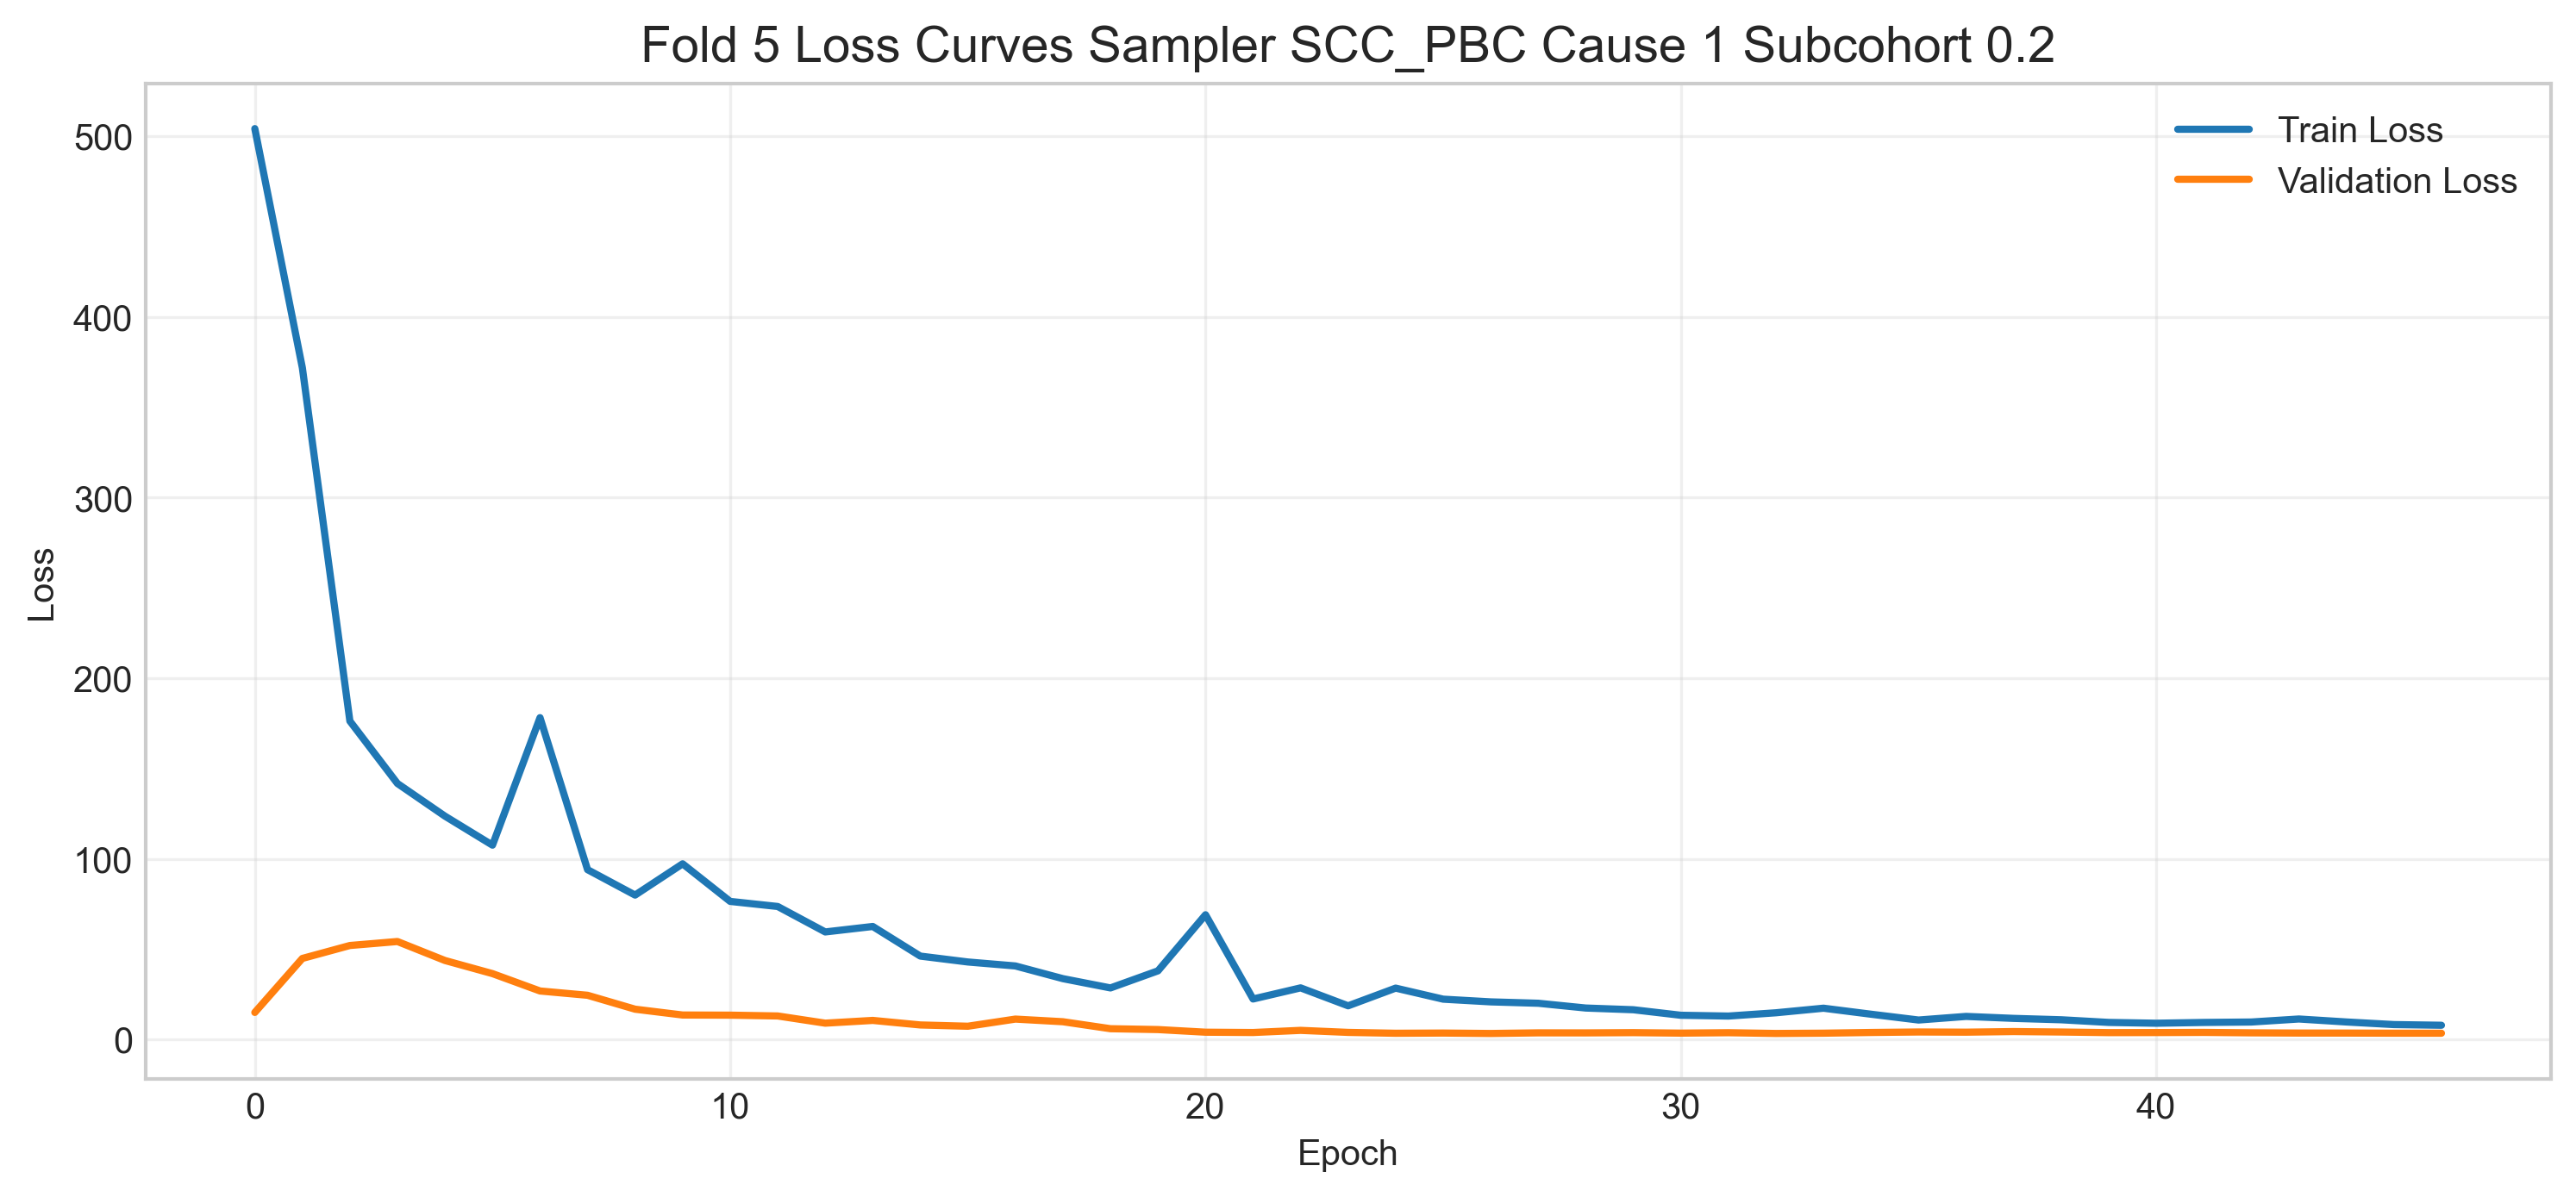 Fold 5 Loss Curves Sampler SCC_PBC Cause 1 Subcohort 0.2
Train Loss
Validation Loss
500
400
300
200
100
0
Loss
0 10 20 30 40
Epoch